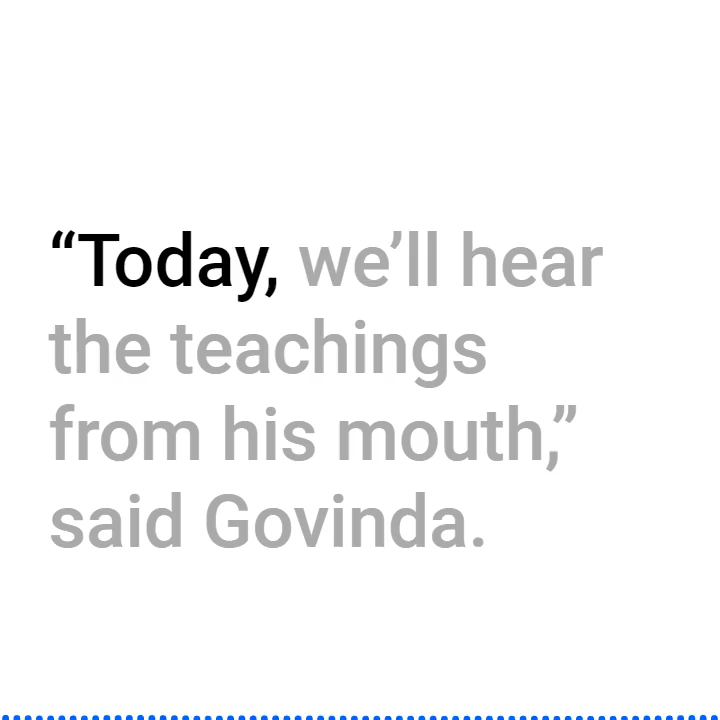 “Today, we’ll hear
the teachings
from his mouth,”
said Govinda.